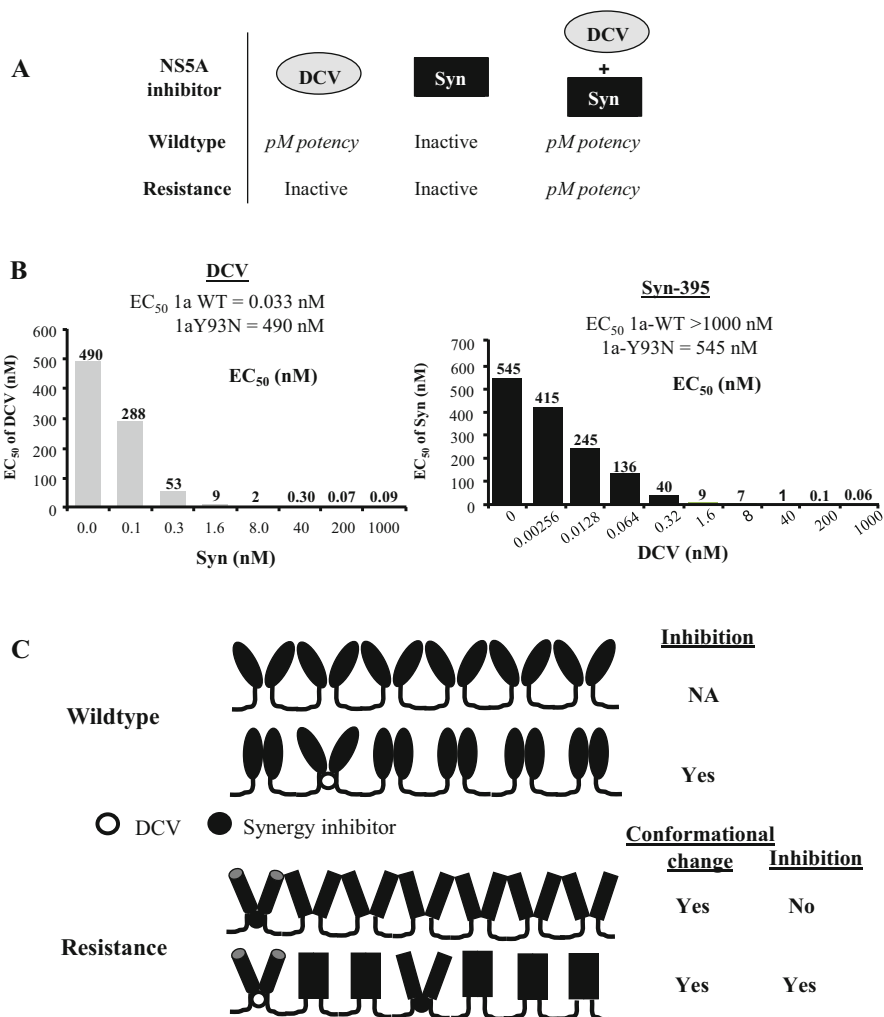 A
NS5A inhibitor
DCV
Syn
DCV
+
Syn
Wildtype pM potency Inactive pM potency
Resistance Inactive Inactive pM potency
B
DCV
EC50 1a WT = 0.033 nM
1aY93N = 490 nM
EC50 (nM)
EC50 of DCV (nM)
600
500
400
300
200
100
0
490 288 53 9 2 0.30 0.07 0.09
0.0 0.1 0.3 1.6 8.0 40 200 1000
Syn (nM)
Syn-395
EC50 1a-WT >1000 nM
1a-Y93N = 545 nM
EC50 (nM)
EC50 of Syn (nM)
700
600
500
400
300
200
100
0
545 415 245 136 40 9 7 1 0.1 0.06
0 0.00256 0.0128 0.064 0.32 1.6 8 40 200 1000
DCV (nM)
C
Inhibition
Wildtype
NA
Yes
DCV Synergy inhibitor
Conformational change Inhibition
Yes No
Resistance
Yes Yes